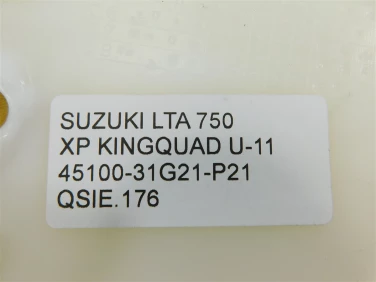 SUZUKI LTA 750
XP KINGQUAD U-11
45100-31G21-P21
QSIE.176